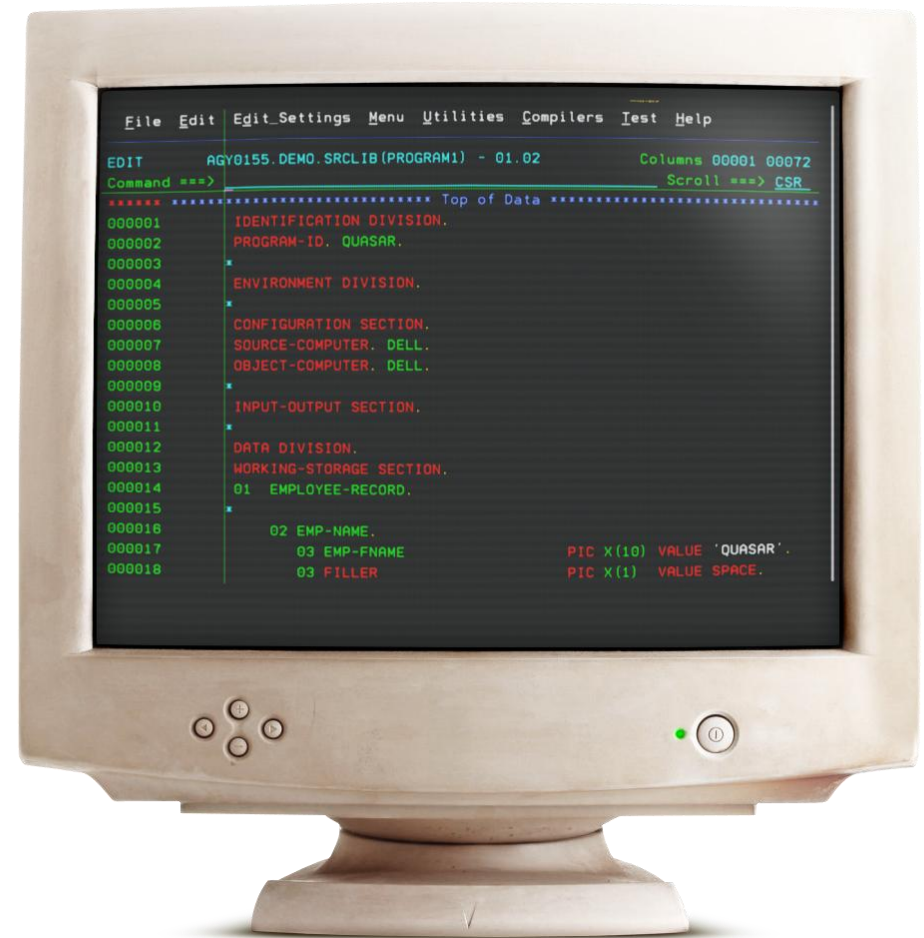 File Edit Edit_Settings Menu Utilities Compilers Test Help
EDIT AGY0155.DEMO.SRCLIB(PROGRAM1) - 01.02 Columns 00001 00072
Command ===> Scroll ===> CSR
****** ***************************** Top of Data ******************************
000001 IDENTIFICATION DIVISION.
000002 PROGRAM-ID. QUASAR.
000003 *
000004 ENVIRONMENT DIVISION.
000005 *
000006 CONFIGURATION SECTION.
000007 SOURCE-COMPUTER. DELL.
000008 OBJECT-COMPUTER. DELL.
000009 *
000010 INPUT-OUTPUT SECTION.
000011 *
000012 DATA DIVISION.
000013 WORKING-STORAGE SECTION.
000014 01 EMPLOYEE-RECORD.
000015 *
000016 02 EMP-NAME.
000017 03 EMP-FNAME PIC X(10) VALUE 'QUASAR'.
000018 03 FILLER PIC X(1) VALUE SPACE.